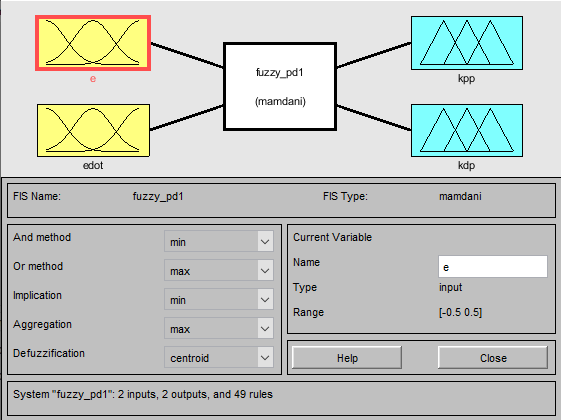 fuzzy_pd1
(mamdani)
e
kpp
edot
kdp
FIS Name: fuzzy_pd1 FIS Type: mamdani
And method min
Or method max
Implication min
Aggregation max
Defuzzification centroid
Current Variable
Name e
Type input
Range [-0.5 0.5]
Help Close
System "fuzzy_pd1": 2 inputs, 2 outputs, and 49 rules